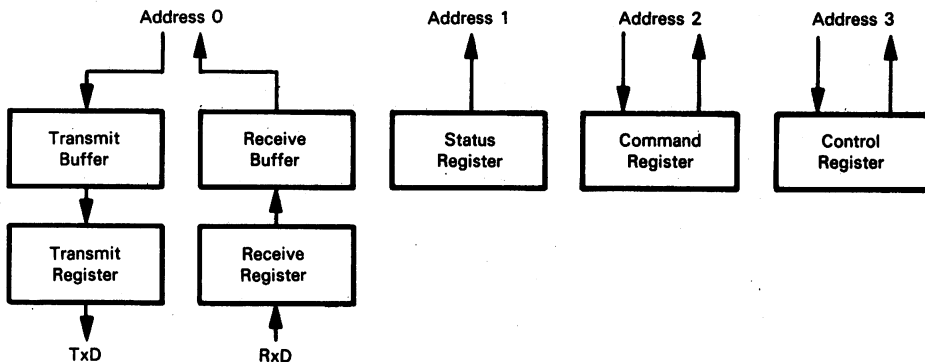 Address 0
Address 1
Address 2
Address 3
Transmit
Buffer
Receive
Buffer
Status
Register
Command
Register
Control
Register
Transmit
Register
Receive
Register
TxD
RxD